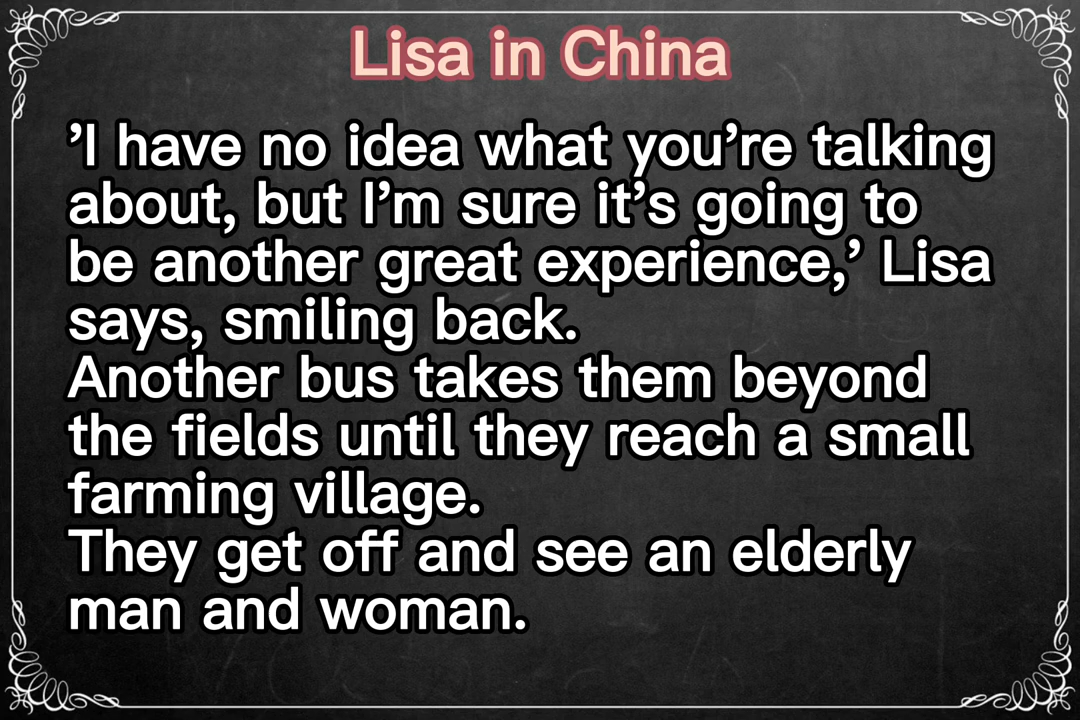 Lisa in China
’I have no idea what you’re talking
about, but I’m sure it’s going to
be another great experience,’ Lisa
says, smiling back.
Another bus takes them beyond
the fields until they reach a small
farming village.
They get off and see an elderly
man and woman.